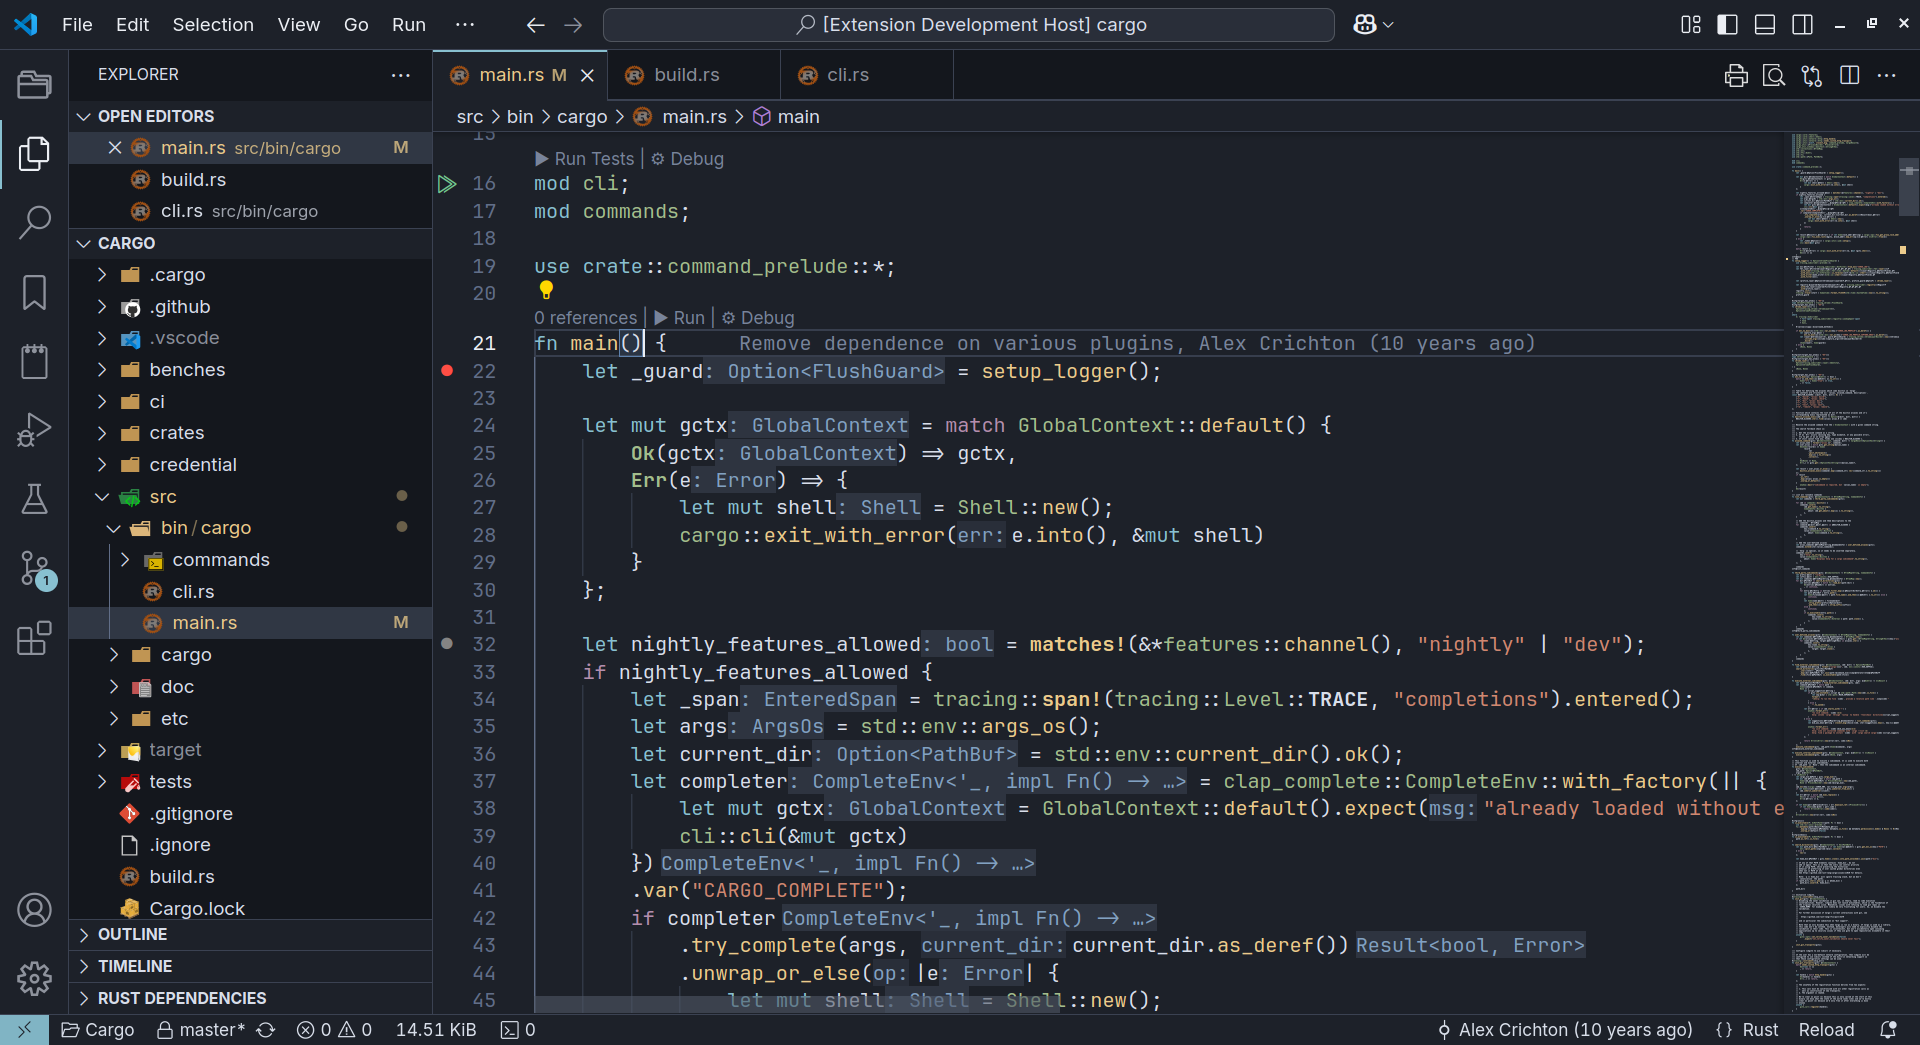 File Edit Selection View Go Run ··· [Extension Development Host] cargo
EXPLORER
OPEN EDITORS
main.rs src/bin/cargo M
build.rs
cli.rs src/bin/cargo
CARGO
.cargo
.github
.vscode
benches
ci
crates
credential
src
bin / cargo
commands
cli.rs
main.rs M
cargo
doc
etc
target
tests
.gitignore
.ignore
build.rs
Cargo.lock
OUTLINE
TIMELINE
RUST DEPENDENCIES
1
main.rs M build.rs cli.rs
src > bin > cargo > main.rs > main
15
Run Tests | Debug
16 mod cli;
17 mod commands;
18
19 use crate::command_prelude::*;
20
0 references | Run | Debug
21 fn main() { Remove dependence on various plugins, Alex Crichton (10 years ago)
22 let _guard: Option<FlushGuard> = setup_logger();
23
24 let mut gctx: GlobalContext = match GlobalContext::default() {
25 Ok(gctx: GlobalContext) => gctx,
26 Err(e: Error) => {
27 let mut shell: Shell = Shell::new();
28 cargo::exit_with_error(err: e.into(), &mut shell)
29 }
30 };
31
32 let nightly_features_allowed: bool = matches!(&*features::channel(), "nightly" | "dev");
33 if nightly_features_allowed {
34 let _span: EnteredSpan = tracing::span!(tracing::Level::TRACE, "completions").entered();
35 let args: ArgsOs = std::env::args_os();
36 let current_dir: Option<PathBuf> = std::env::current_dir().ok();
37 let completer: CompleteEnv<'_, impl Fn() -> …> = clap_complete::CompleteEnv::with_factory(|| {
38 let mut gctx: GlobalContext = GlobalContext::default().expect(msg: "already loaded without e
39 cli::cli(&mut gctx)
40 }) CompleteEnv<'_, impl Fn() -> …>
41 .var("CARGO_COMPLETE");
42 if completer CompleteEnv<'_, impl Fn() -> …>
43 .try_complete(args, current_dir: current_dir.as_deref()) Result<bool, Error>
44 .unwrap_or_else(op: |e: Error| {
45 let mut shell: Shell = Shell::new();
Cargo master* 0 0 14.51 KiB 0 Alex Crichton (10 years ago) {} Rust Reload